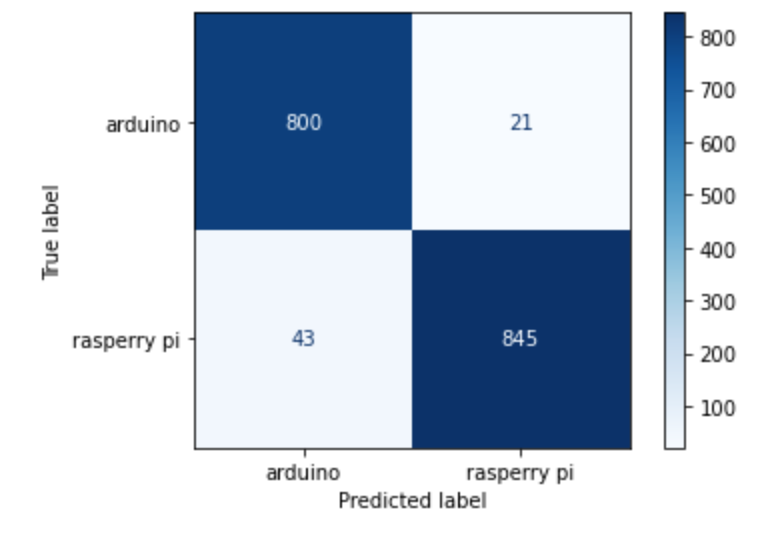 arduino
800
21
True label
rasperry pi
43
845
arduino
rasperry pi
Predicted label
800
700
600
500
400
300
200
100